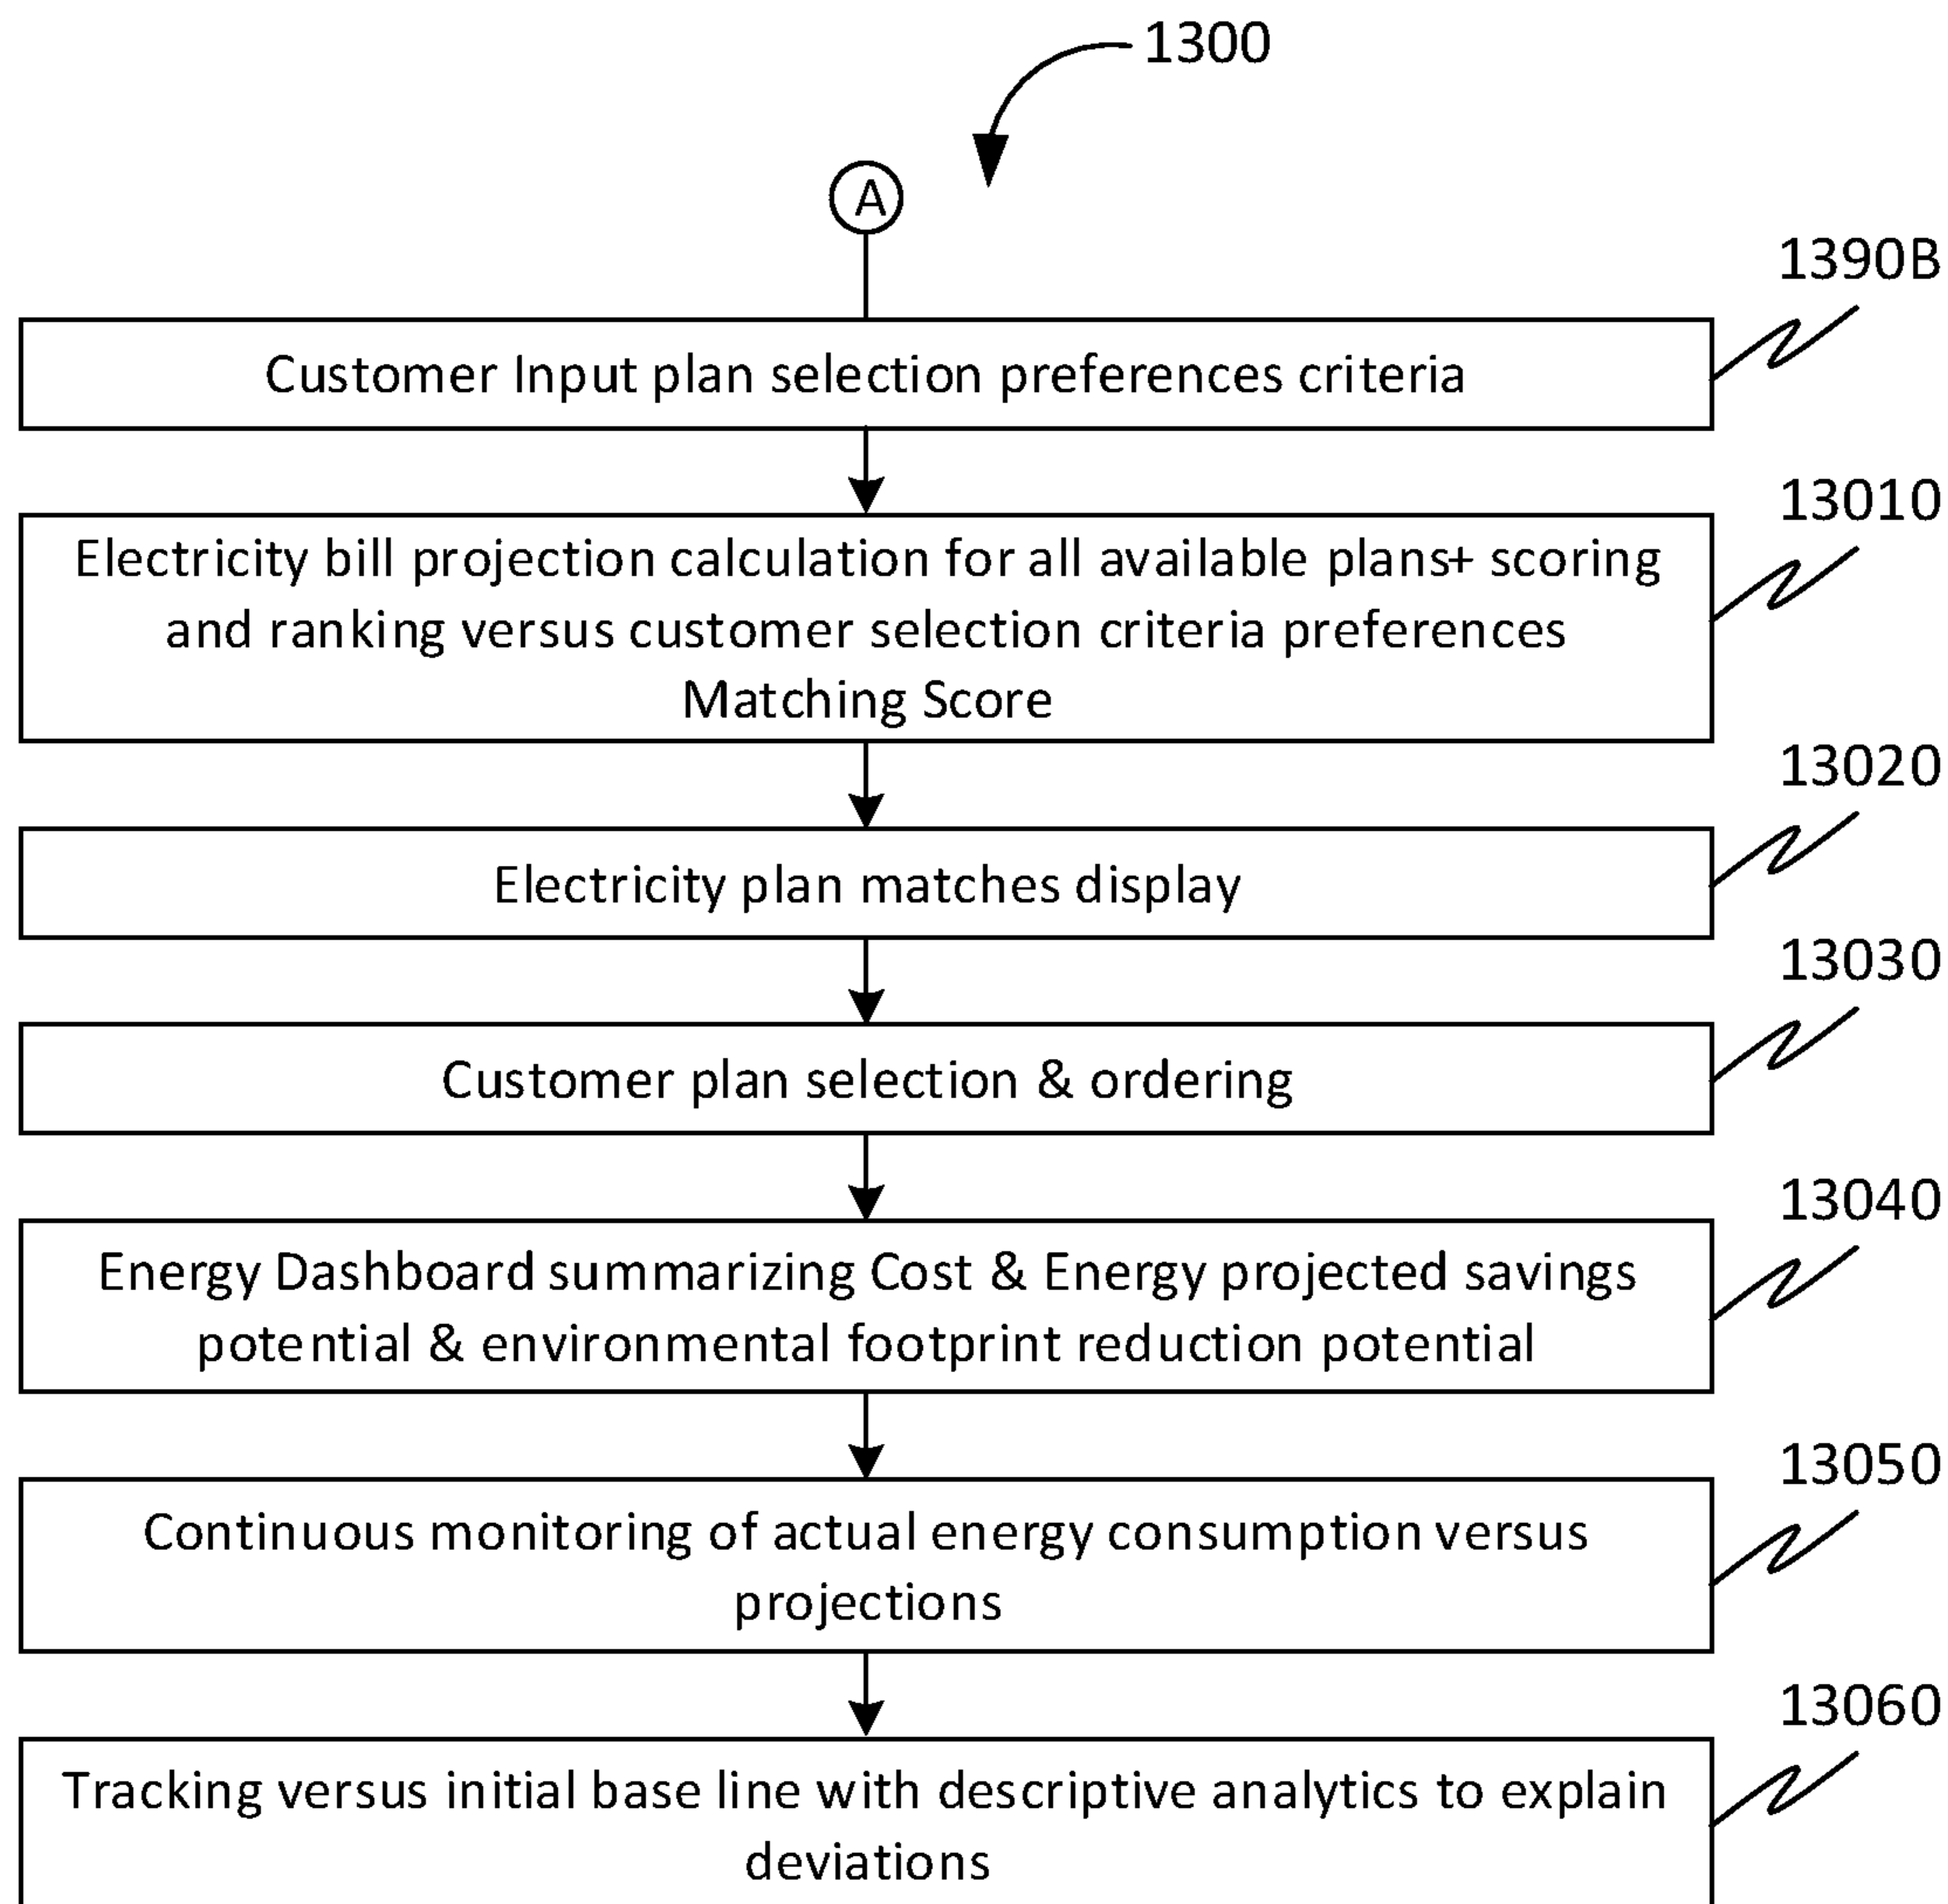 1300
A
1390B
Customer Input plan selection preferences criteria
13010
Electricity bill projection calculation for all available plans+ scoring
and ranking versus customer selection criteria preferences
Matching Score
13020
Electricity plan matches display
13030
Customer plan selection & ordering
13040
Energy Dashboard summarizing Cost & Energy projected savings
potential & environmental footprint reduction potential
13050
Continuous monitoring of actual energy consumption versus
projections
13060
Tracking versus initial base line with descriptive analytics to explain
deviations